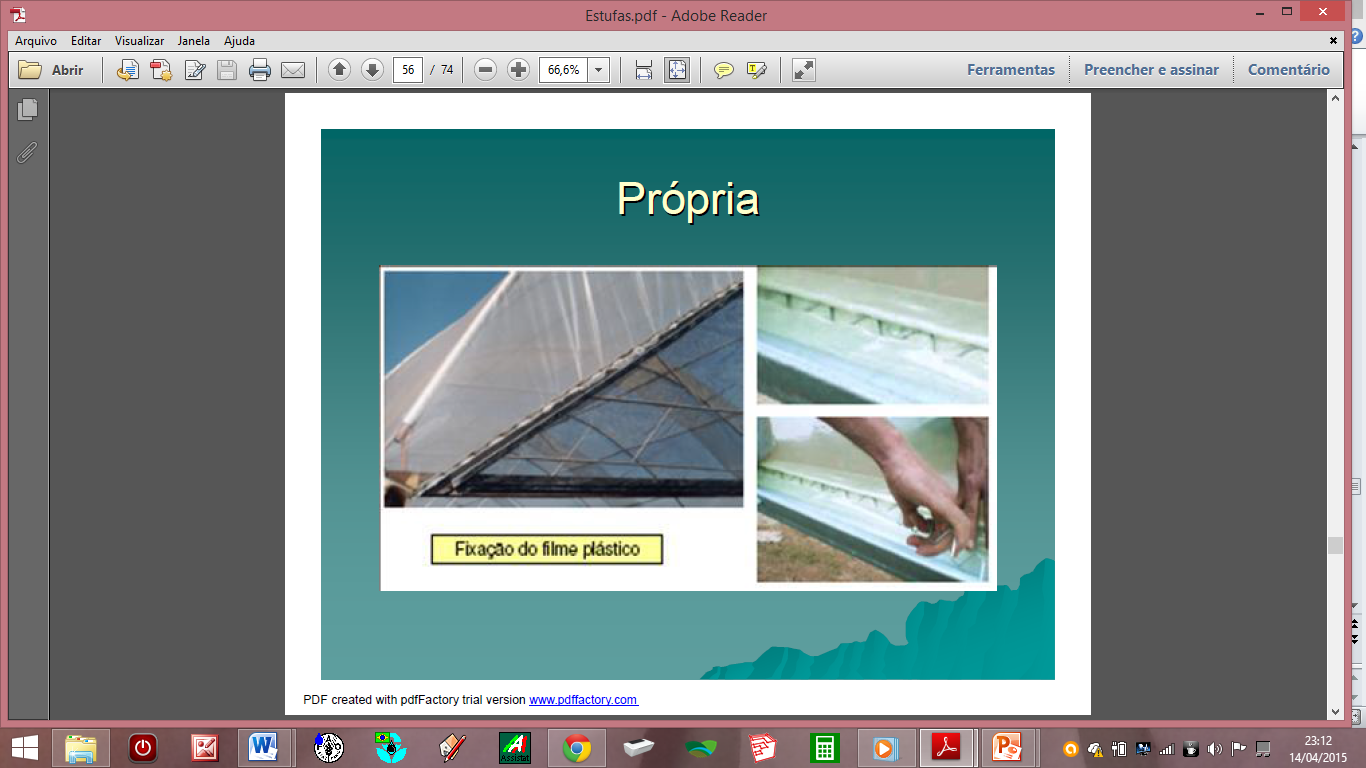 Estufas.pdf - Adobe Reader
Arquivo Editar Visualizar Janela Ajuda
Abrir 56 / 74 66,6% Ferramentas Preencher e assinar Comentário
Própria
Fixação do filme plástico
PDF created with pdfFactory trial version www.pdffactory.com
Assistat
23:12
14/04/2015